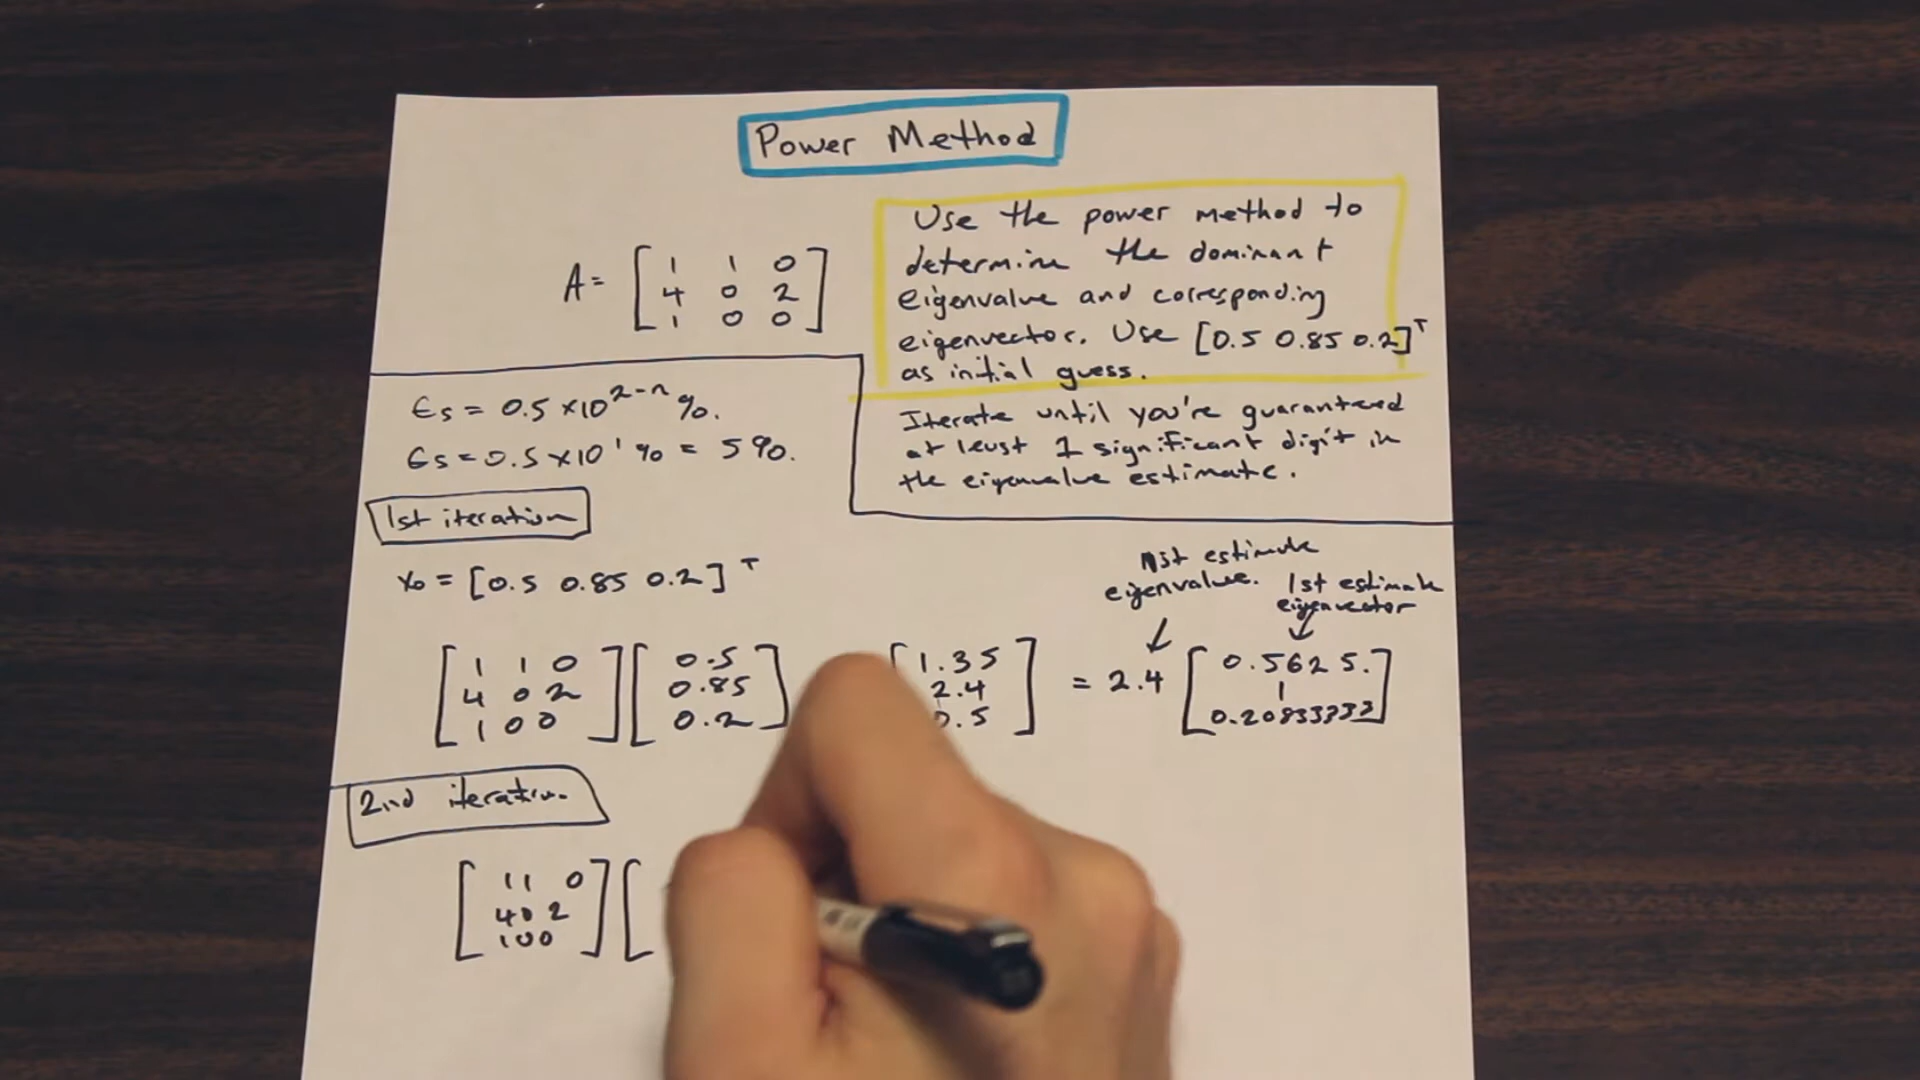 Power Method
A = [ 1 1 0
4 0 2
1 0 0 ]
Use the power method to
determine the dominant
eigenvalue and corresponding
eigenvector. Use [0.5 0.85 0.2]ᵀ
as initial guess.
Iterate until you're guaranteed
at least 1 significant digit in
the eigenvalue estimate.
Es = 0.5 ×10²⁻ⁿ %.
Es = 0.5 ×10¹ % = 5 %.
1st iteration
x₀ = [0.5 0.85 0.2]ᵀ
1st estimate
eigenvalue.
1st estimate
eigenvector
[ 1 1 0 ] [ 0.5 ] [ 1.35 ] = 2.4 [ 0.5625. ]
4 0 2 0.85 2.4 1
1 0 0 0.2 0.5 0.20833333
2nd iteration
[ 1 1 0 ] [
4 0 2
1 0 0